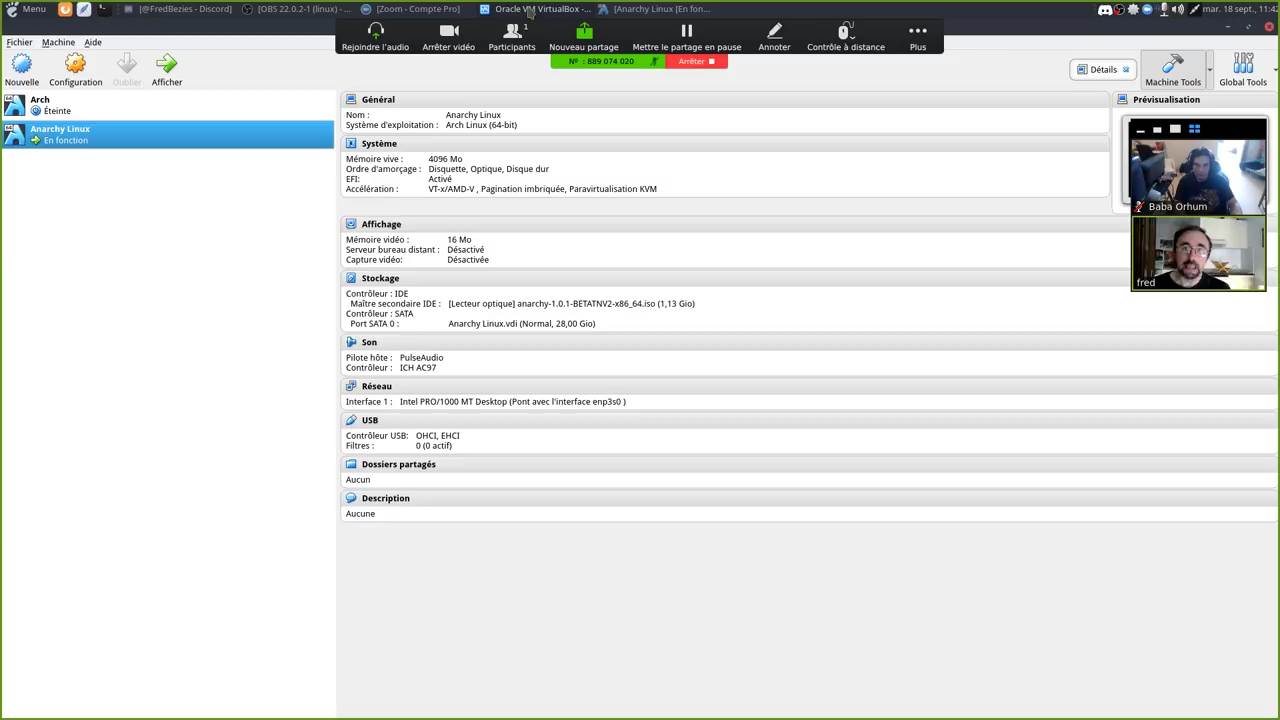 Menu
[@FredBezies - Discord]
[OBS 22.0.2-1 (linux) - ...
[Zoom - Compte Pro]
Oracle VM VirtualBox -...
[Anarchy Linux [En fon...
mar. 18 sept., 11:4
Rejoindre l'audio
Arrêter vidéo
1
Participants
Nouveau partage
Mettre le partage en pause
Annoter
Contrôle à distance
Plus
N° : 889 074 020
Arrêter
Fichier Machine Aide
Nouvelle
Configuration
Oublier
Afficher
Détails
Machine Tools
Global Tools
64
Arch
Éteinte
64
Anarchy Linux
En fonction
Général
Nom : Anarchy Linux
Système d'exploitation : Arch Linux (64-bit)
Système
Mémoire vive : 4096 Mo
Ordre d'amorçage : Disquette, Optique, Disque dur
EFI: Activé
Accélération : VT-x/AMD-V , Pagination imbriquée, Paravirtualisation KVM
Affichage
Mémoire vidéo : 16 Mo
Serveur bureau distant : Désactivé
Capture vidéo: Désactivée
Stockage
Contrôleur : IDE
Maître secondaire IDE : [Lecteur optique] anarchy-1.0.1-BETATNV2-x86_64.iso (1,13 Gio)
Contrôleur : SATA
Port SATA 0 : Anarchy Linux.vdi (Normal, 28,00 Gio)
Son
Pilote hôte : PulseAudio
Contrôleur : ICH AC97
Réseau
Interface 1 : Intel PRO/1000 MT Desktop (Pont avec l'interface enp3s0 )
USB
Contrôleur USB: OHCI, EHCI
Filtres : 0 (0 actif)
Dossiers partagés
Aucun
Description
Aucune
Prévisualisation
Baba Orhum
fred